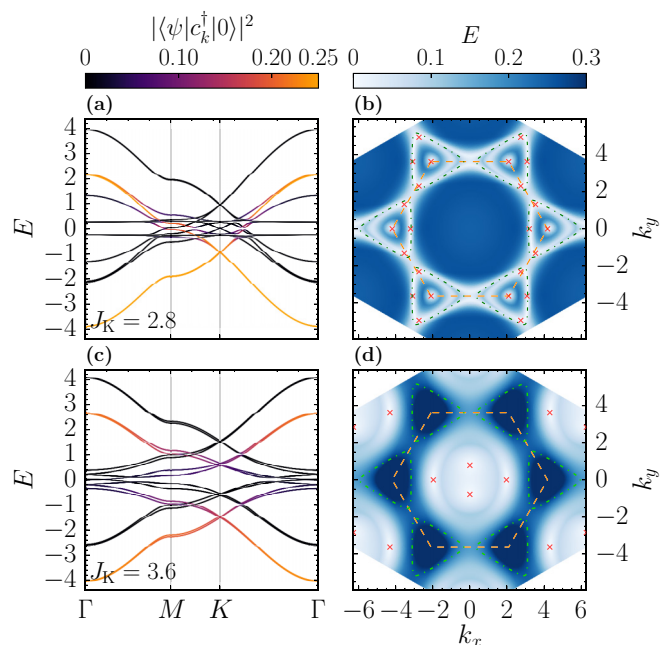 |⟨ψ|c†ₖ|0⟩|²
E
0 0.10 0.20 0.25
0 0.1 0.2 0.3
(a)
(b)
4
3
2
1
0
−1
−2
−3
−4
E
J_K = 2.8
4
2
0
−2
−4
k_y
(c)
(d)
4
3
2
1
0
−1
−2
−3
−4
E
J_K = 3.6
4
2
0
−2
−4
k_y
Γ M K Γ
−6 −4 −2 0 2 4 6
k_x